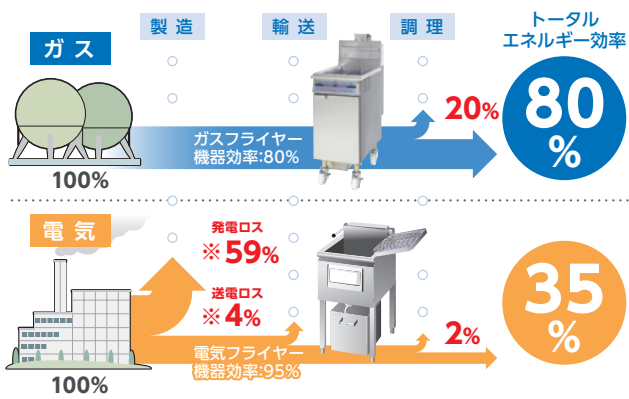 製造
輸送
調理
トータル
エネルギー効率
ガス
ガスフライヤー
機器効率:80%
20%
80
%
100%
電気
発電ロス
※59%
送電ロス
※4%
電気フライヤー
機器効率:95%
2%
35
%
100%